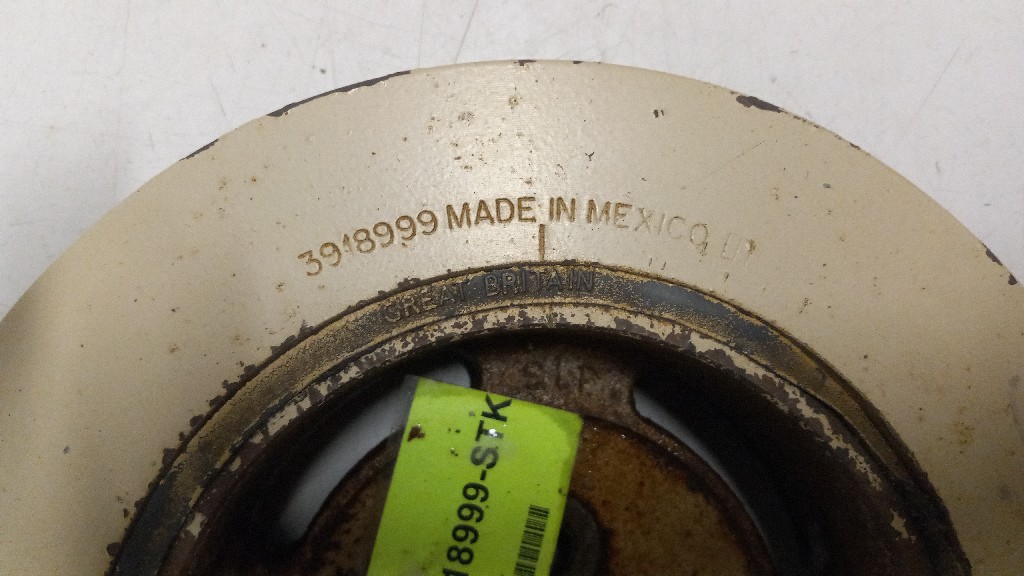 3918999 MADE IN MEXICO
GREAT BRITAIN
18999-STK